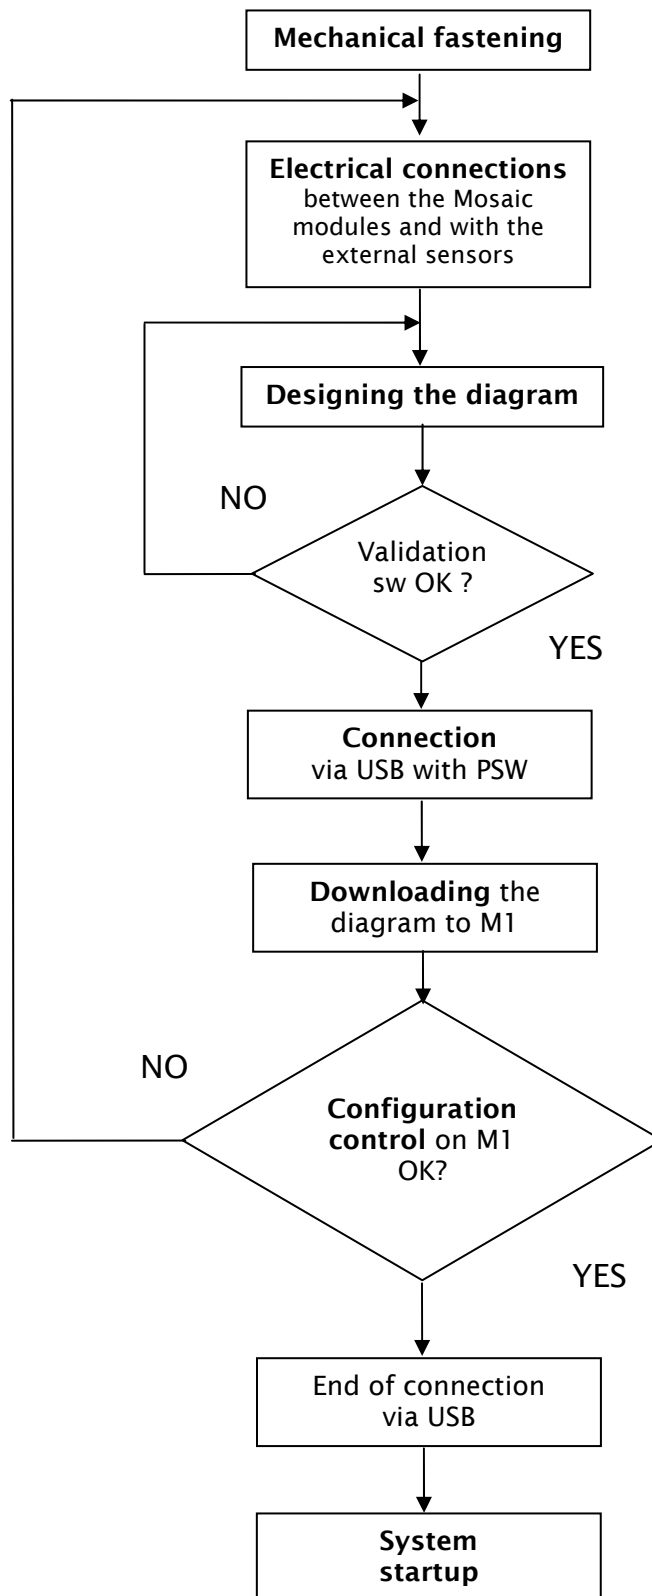 Mechanical fastening
Electrical connections
between the Mosaic
modules and with the
external sensors
Designing the diagram
NO
Validation
sw OK ?
YES
Connection
via USB with PSW
Downloading the
diagram to M1
NO
Configuration
control on M1
OK?
YES
End of connection
via USB
System
startup